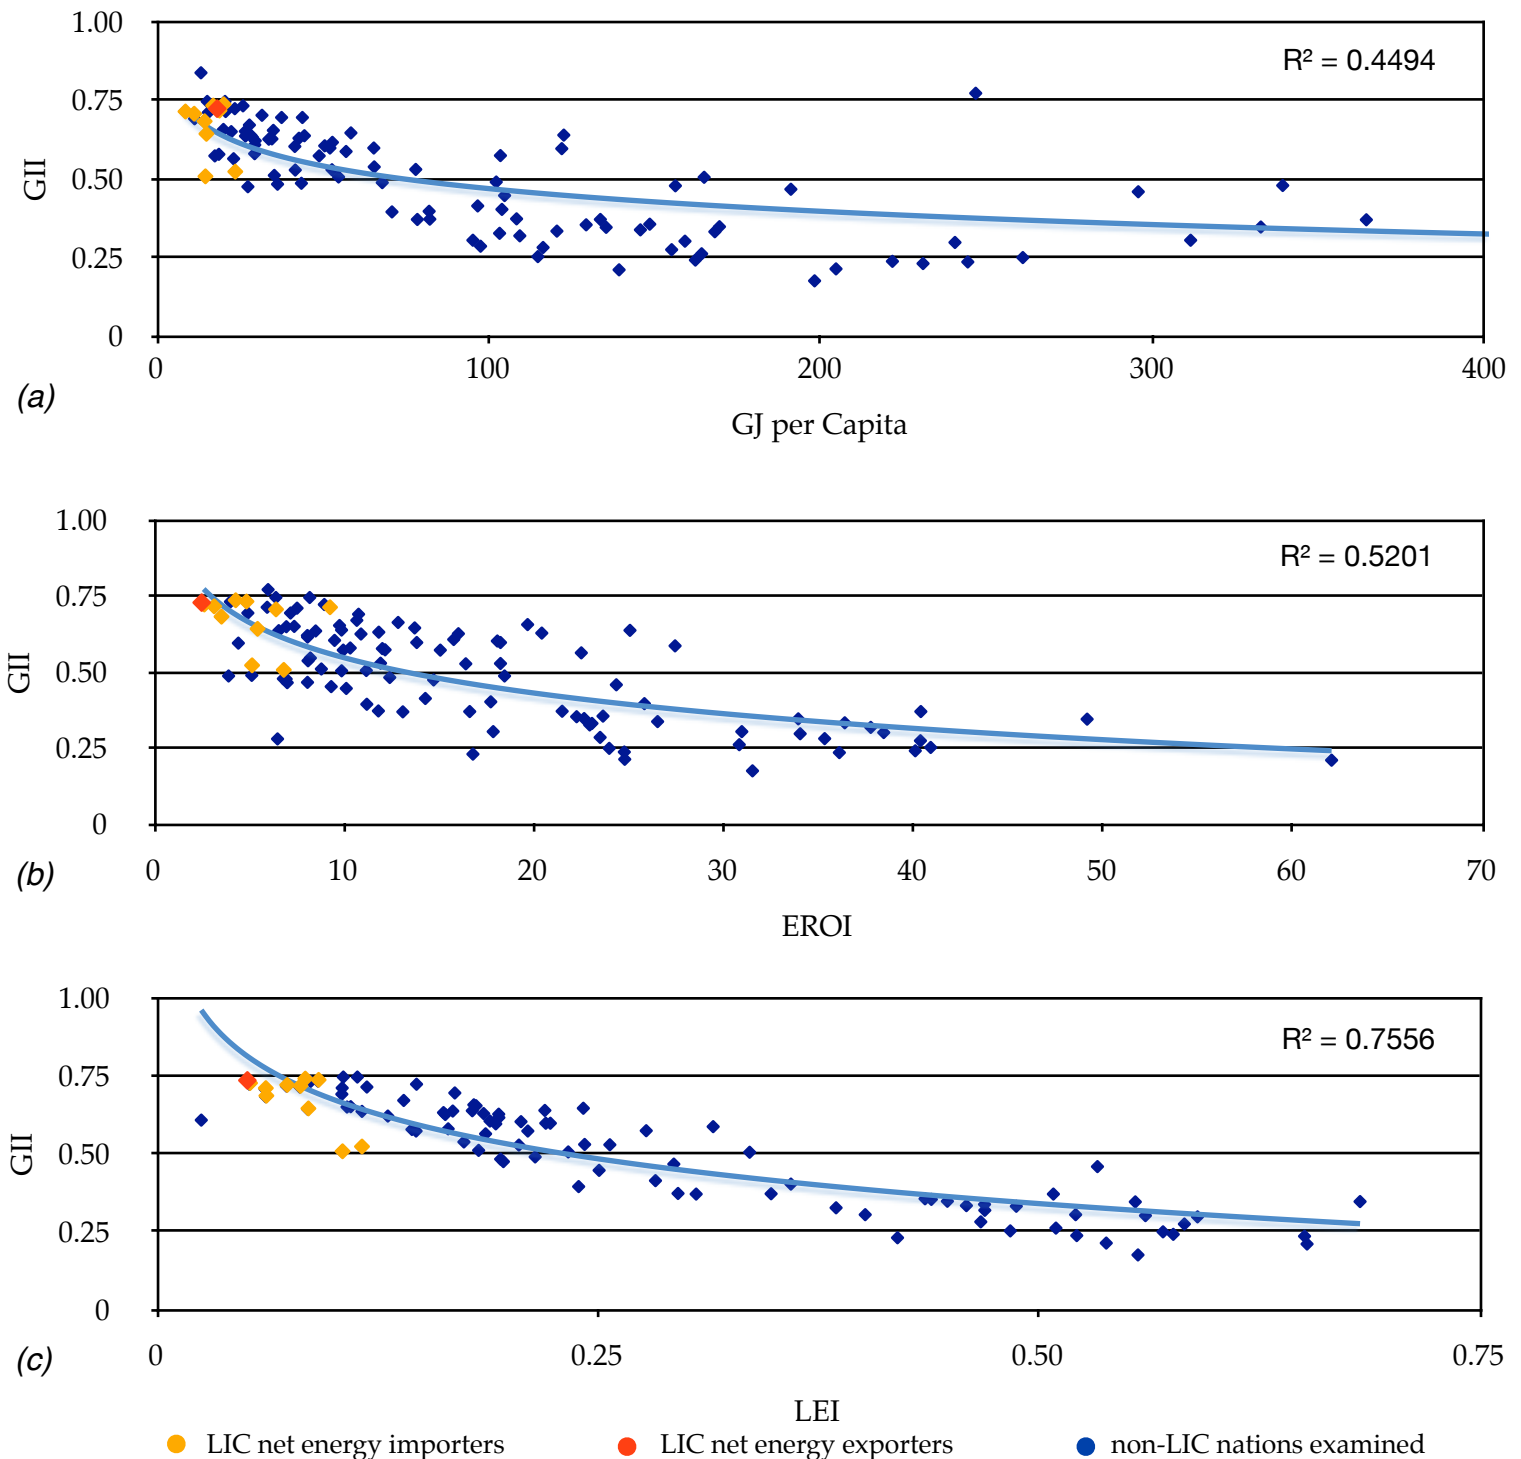 1.00
R² = 0.4494
0.75
GII
0.50
0.25
0
0 100 200 300 400
(a)
GJ per Capita
1.00
R² = 0.5201
0.75
GII
0.50
0.25
0
0 10 20 30 40 50 60 70
(b)
EROI
1.00
R² = 0.7556
0.75
GII
0.50
0.25
0
0 0.25 0.50 0.75
(c)
LEI
LIC net energy importers LIC net energy exporters non-LIC nations examined